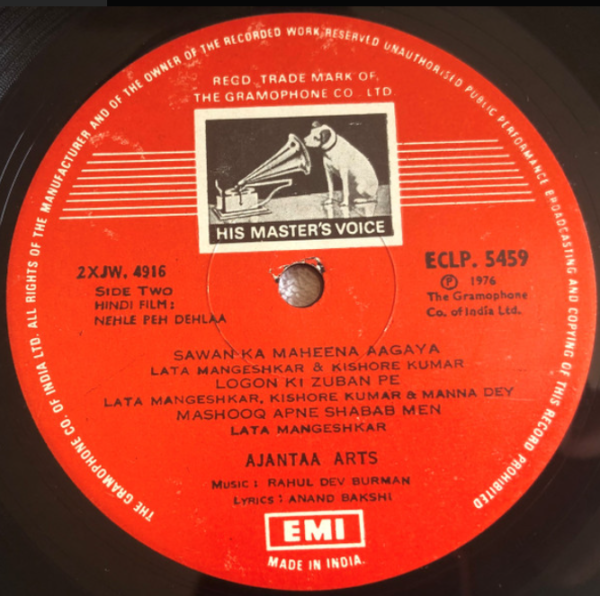 THE GRAMOPHONE CO. OF INDIA LTD. ALL RIGHTS OF THE MANUFACTURER AND OF THE OWNER OF THE RECORDED WORK RESERVED UNAUTHORISED PUBLIC PERFORMANCE BROADCASTING AND COPYING OF THIS RECORD PROHIBITED
REGD. TRADE MARK OF
THE GRAMOPHONE CO. LTD.
HIS MASTER'S VOICE
2XJW. 4916
SIDE TWO
HINDI FILM:
NEHLE PEH DEHLAA
ECLP. 5459
Ⓟ 1976
The Gramophone
Co. of India Ltd.
SAWAN KA MAHEENA AAGAYA
LATA MANGESHKAR & KISHORE KUMAR
LOGON KI ZUBAN PE
LATA MANGESHKAR, KISHORE KUMAR & MANNA DEY
MASHOOQ APNE SHABAB MEN
LATA MANGESHKAR
AJANTAA ARTS
MUSIC: RAHUL DEV BURMAN
LYRICS: ANAND BAKSHI
EMI
MADE IN INDIA.